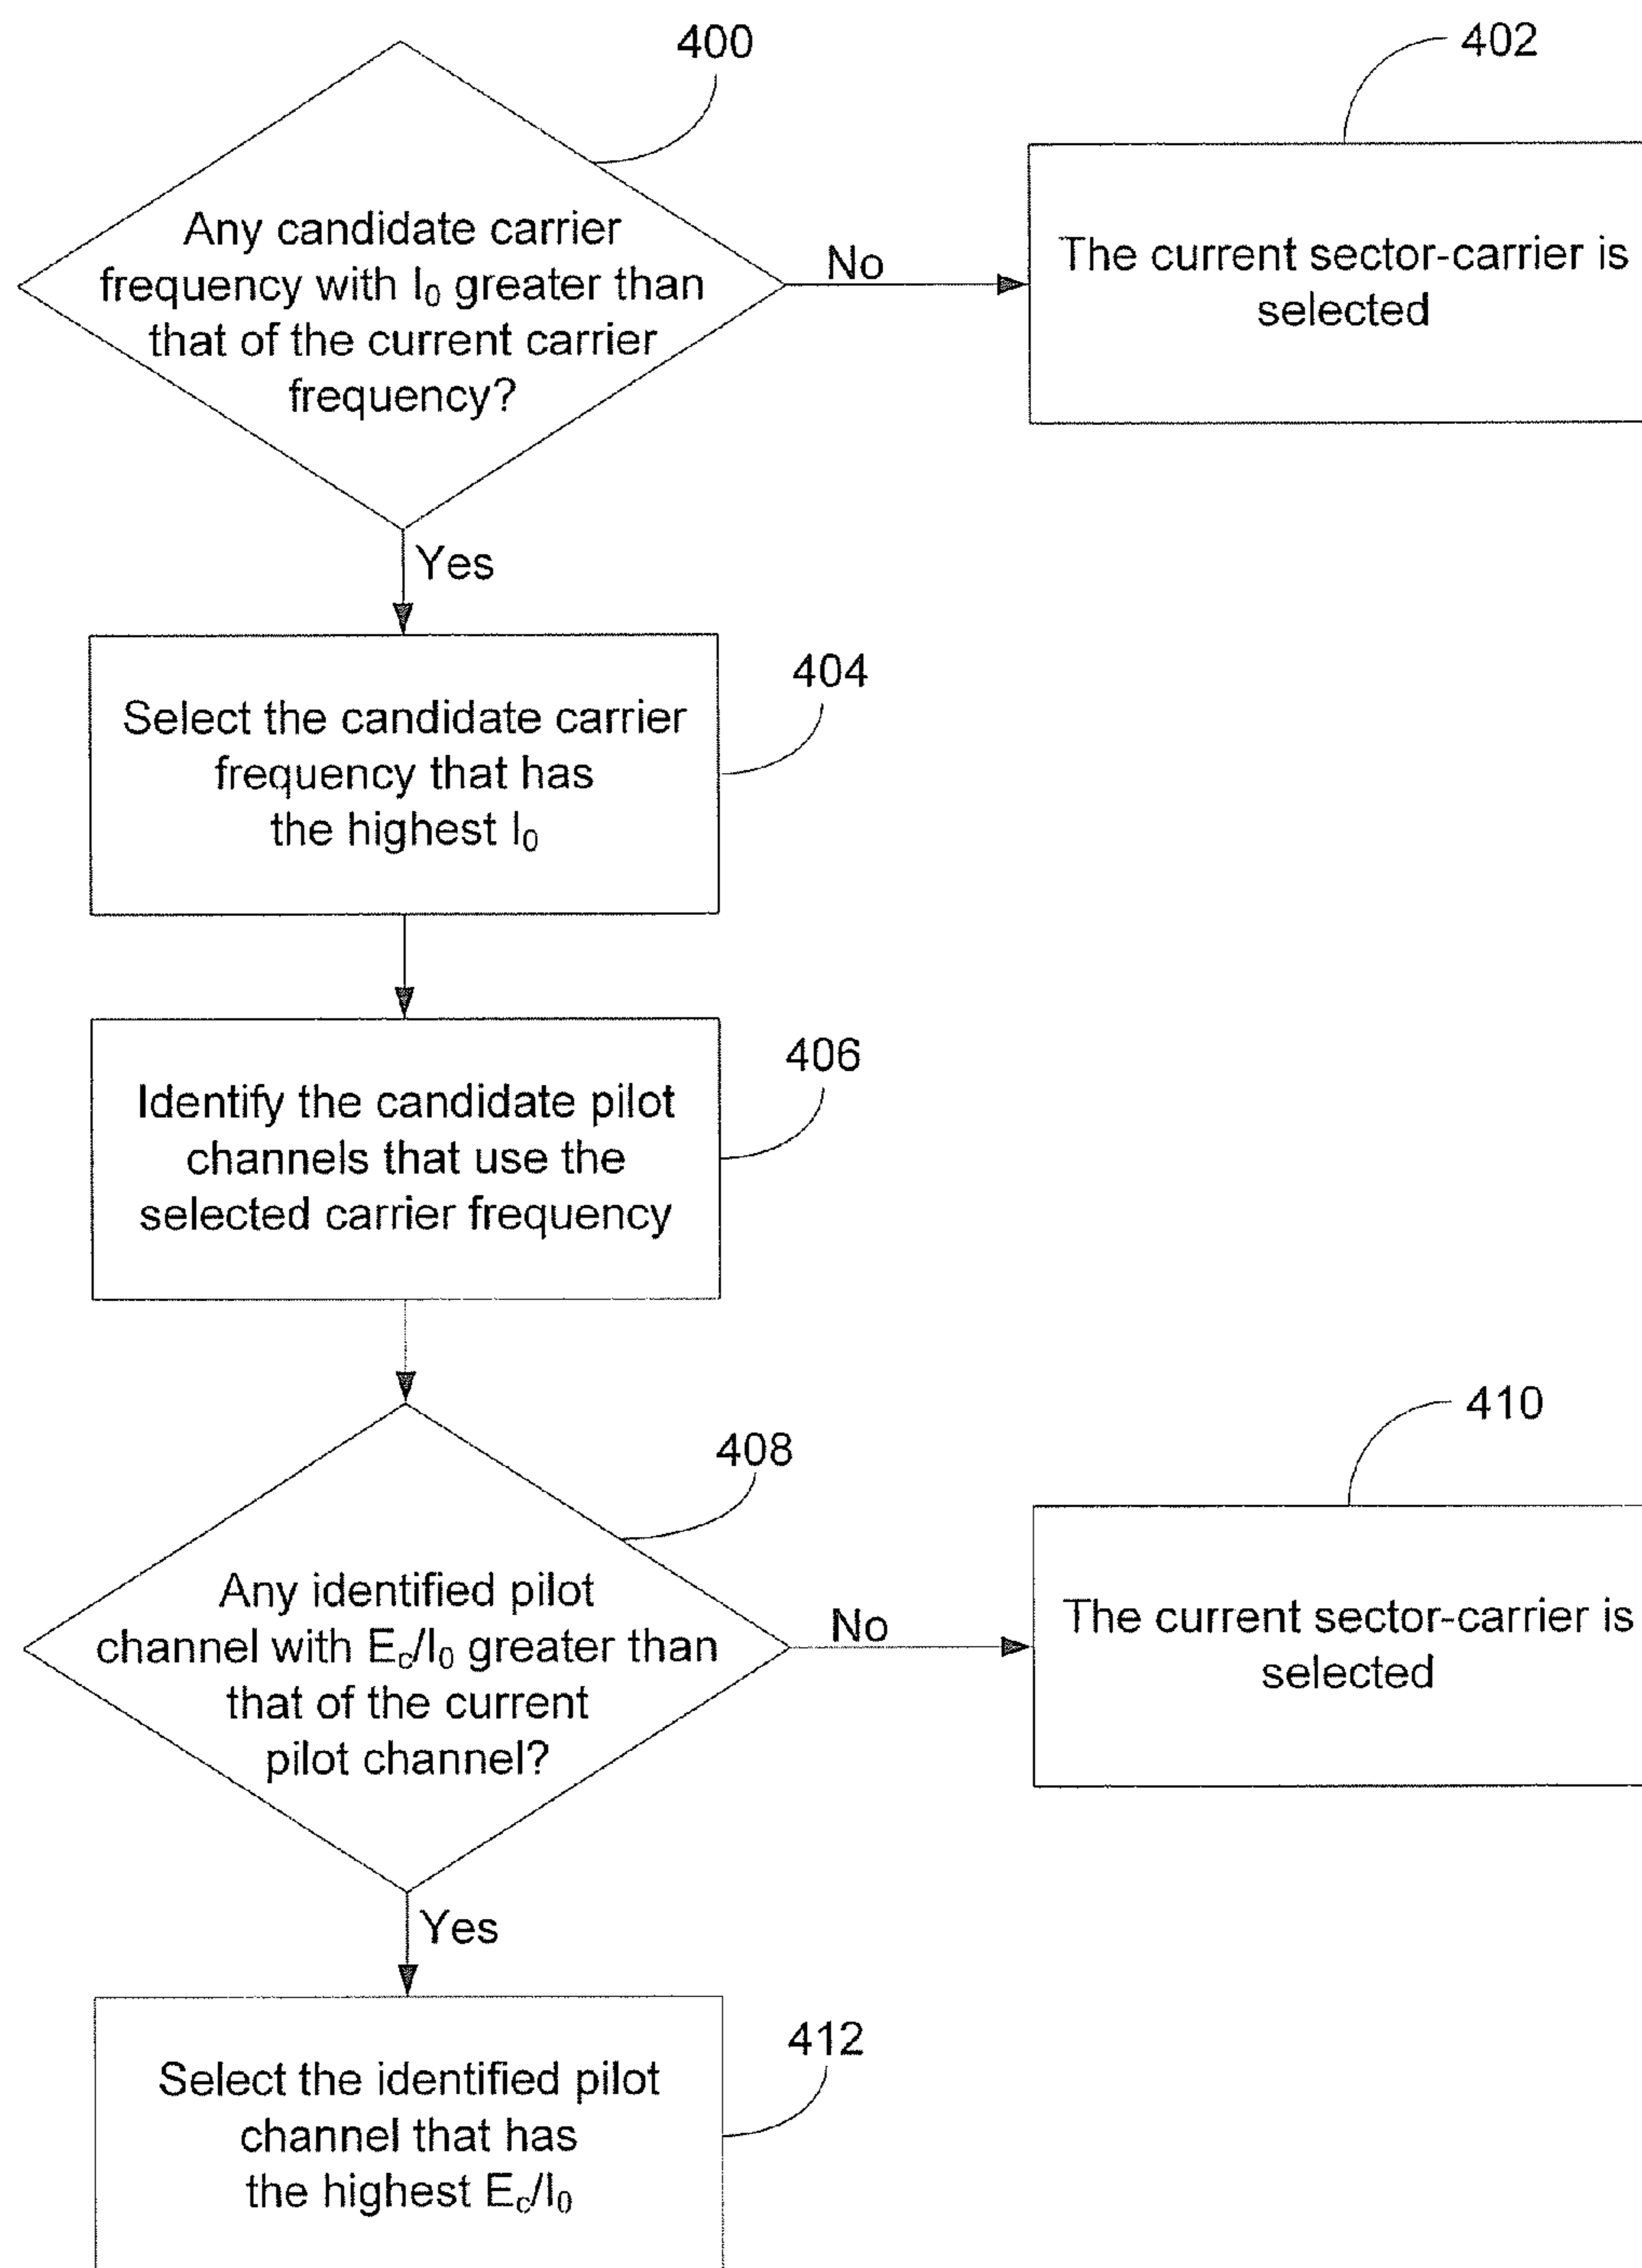 400
402
Any candidate carrier
frequency with I₀ greater than
that of the current carrier
frequency?
No
The current sector-carrier is
selected
Yes
404
Select the candidate carrier
frequency that has
the highest I₀
406
Identify the candidate pilot
channels that use the
selected carrier frequency
410
408
Any identified pilot
channel with E_c/I₀ greater than
that of the current
pilot channel?
No
The current sector-carrier is
selected
Yes
412
Select the identified pilot
channel that has
the highest E_c/I₀